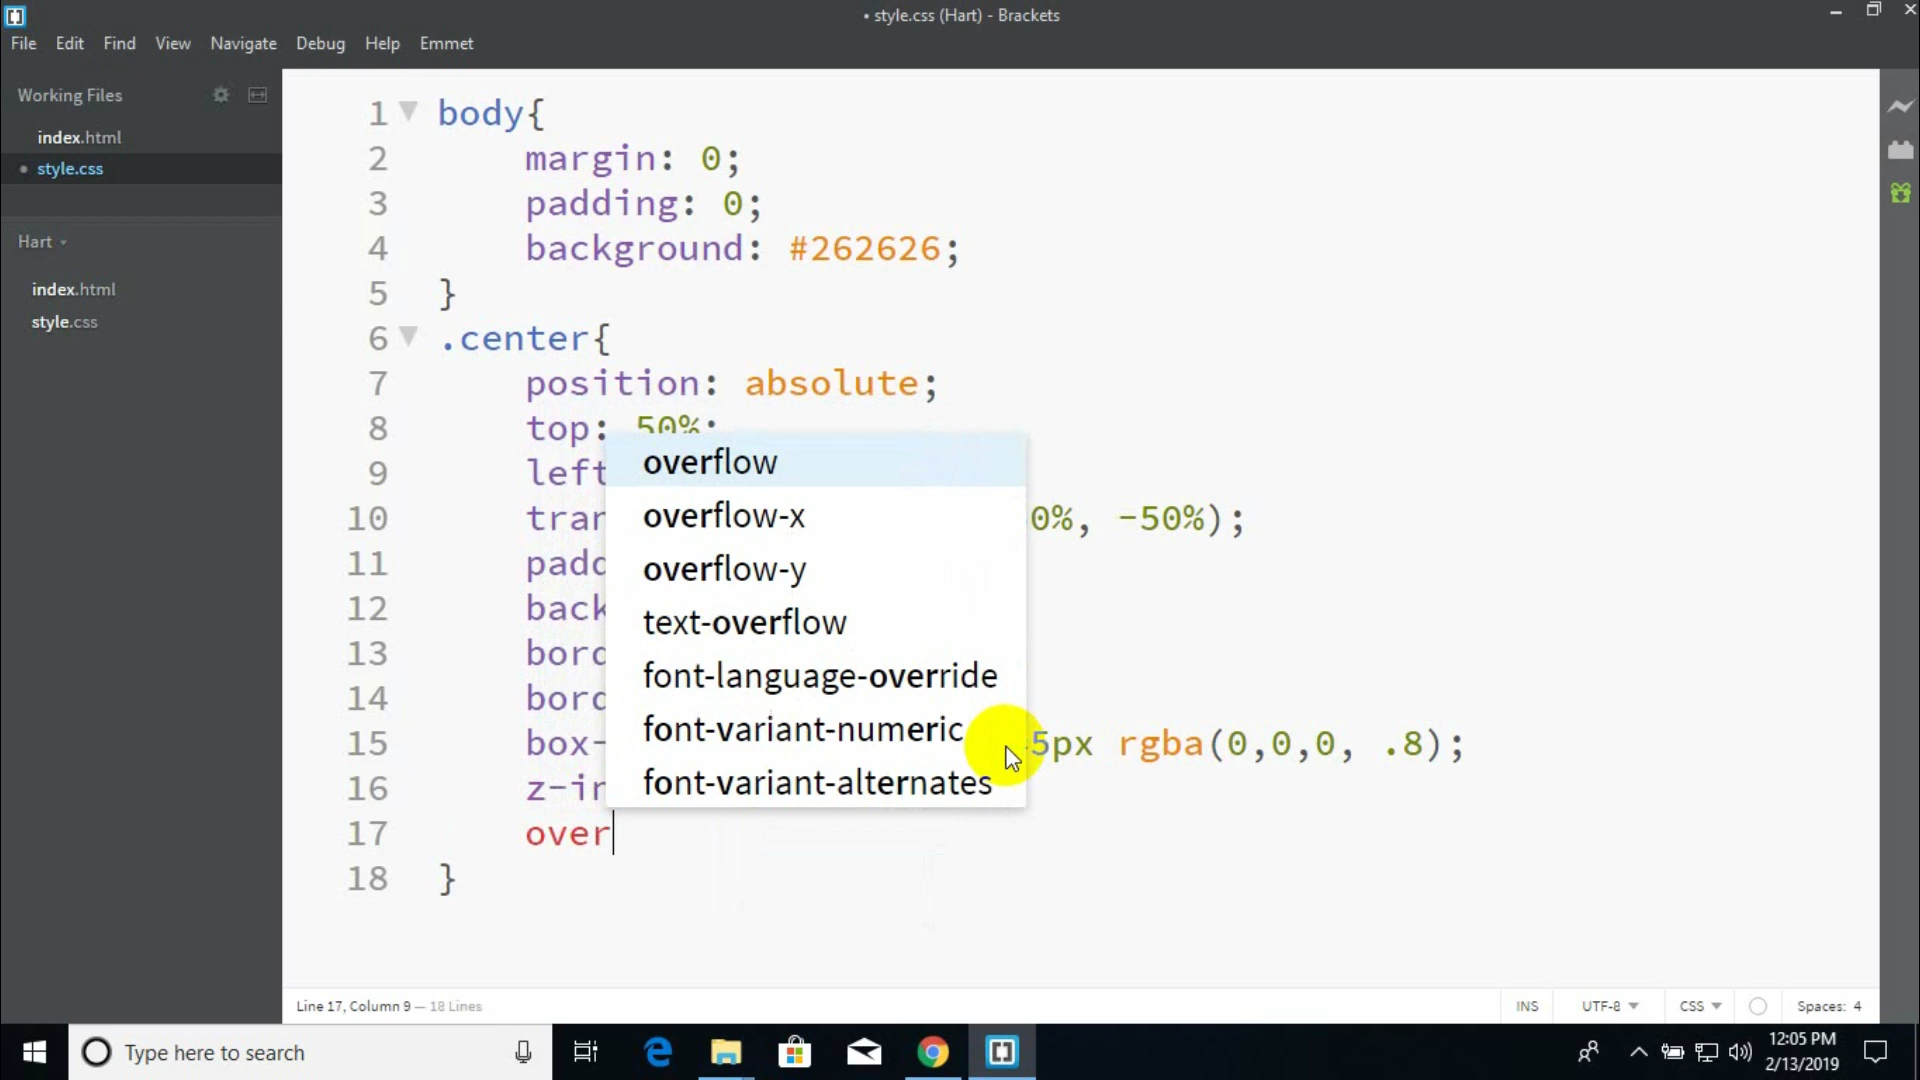 • style.css (Hart) - Brackets
File Edit Find View Navigate Debug Help Emmet
Working Files
index.html
• style.css
Hart
index.html
style.css
1 body{
2 margin: 0;
3 padding: 0;
4 background: #262626;
5 }
6 .center{
7 position: absolute;
8 top: 50%;
9 left
10 tran 0%, -50%);
11 padd
12 back
13 bord
14 bord
15 box- 5px rgba(0,0,0, .8);
16 z-in
17 over
18 }
overflow
overflow-x
overflow-y
text-overflow
font-language-override
font-variant-numeric
font-variant-alternates
Line 17, Column 9 — 18 Lines
INS UTF-8 CSS Spaces: 4
Type here to search
12:05 PM
2/13/2019